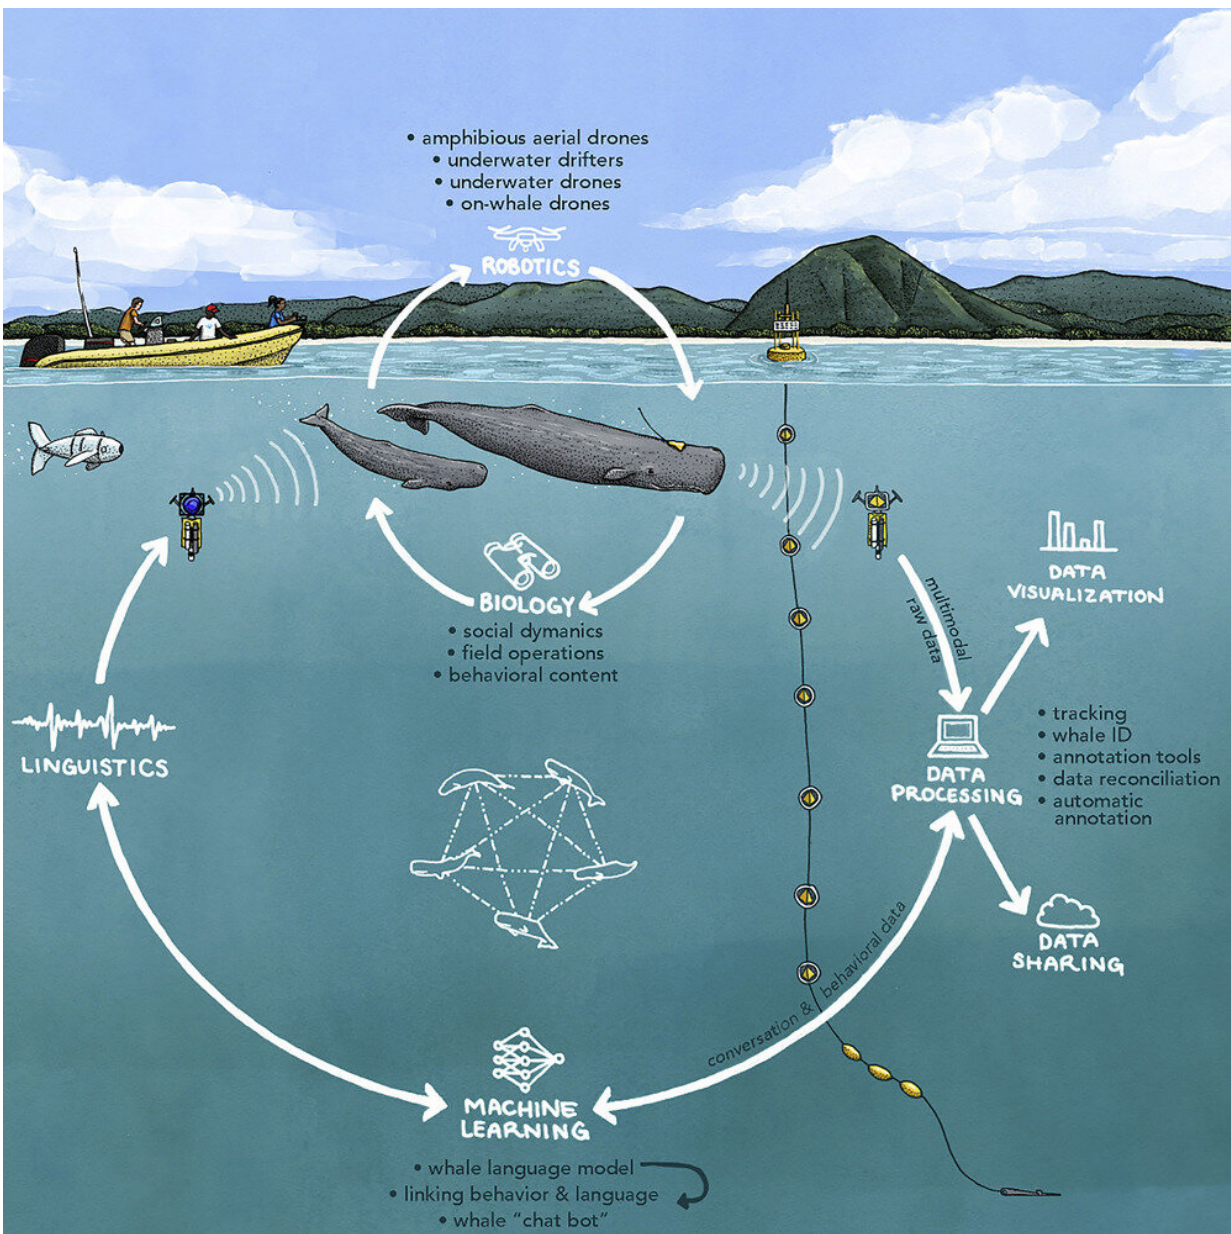 • amphibious aerial drones
• underwater drifters
• underwater drones
• on-whale drones
ROBOTICS
BIOLOGY
• social dymanics
• field operations
• behavioral content
multimodal
raw data
DATA
VISUALIZATION
LINGUISTICS
DATA
PROCESSING
• tracking
• whale ID
• annotation tools
• data reconciliation
• automatic
annotation
DATA
SHARING
conversation & behavioral data
MACHINE
LEARNING
• whale language model
• linking behavior & language
• whale "chat bot"